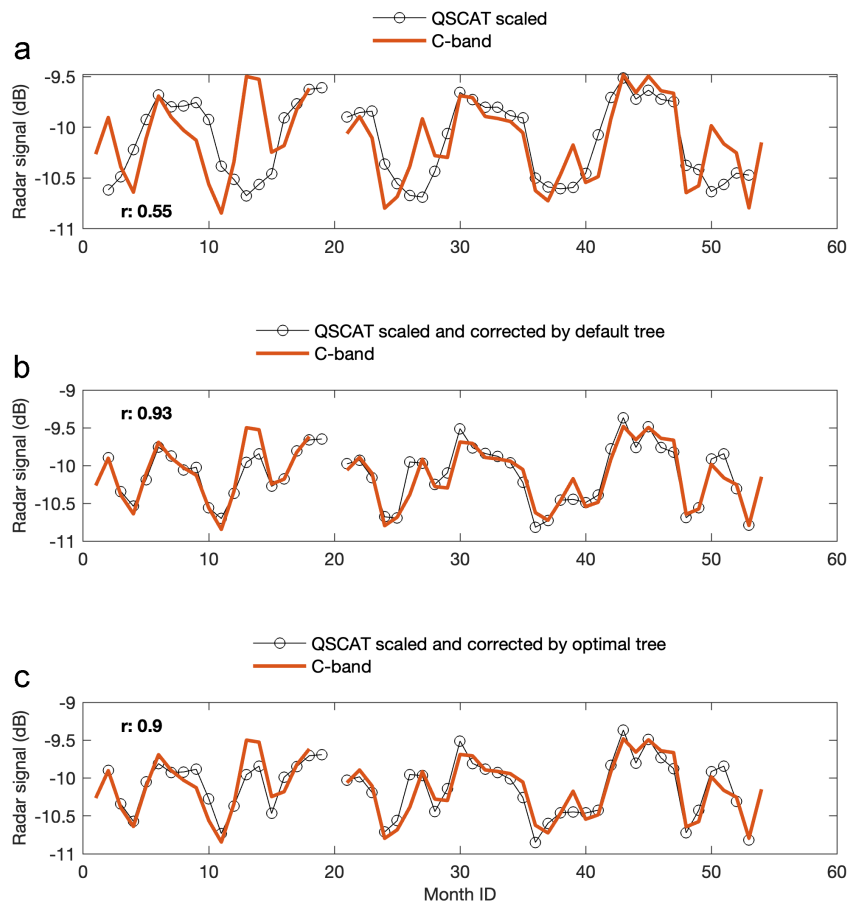 QSCAT scaled
C-band
a
-9.5
-10
-10.5
-11
Radar signal (dB)
r: 0.55
0 10 20 30 40 50 60
QSCAT scaled and corrected by default tree
C-band
b
-9
-9.5
-10
-10.5
-11
Radar signal (dB)
r: 0.93
0 10 20 30 40 50 60
QSCAT scaled and corrected by optimal tree
C-band
c
-9
-9.5
-10
-10.5
-11
Radar signal (dB)
r: 0.9
0 10 20 30 40 50 60
Month ID